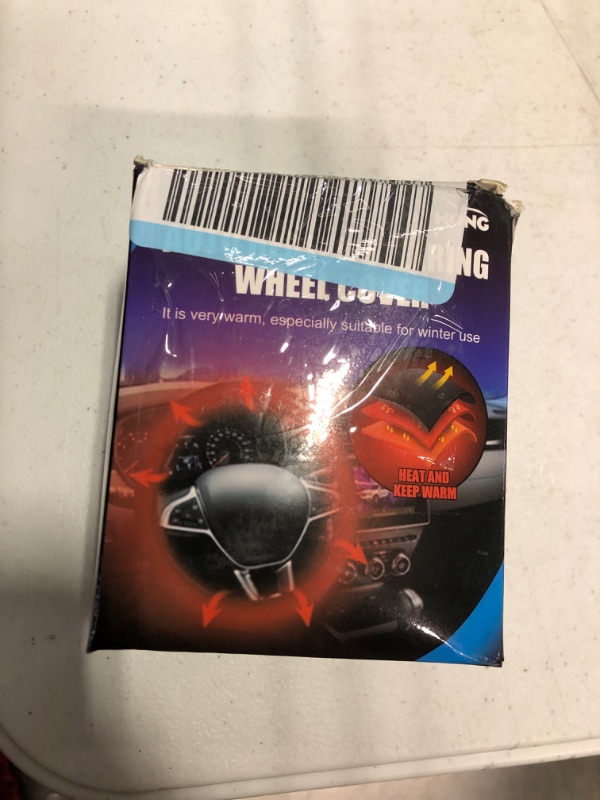 WHEEL COVER
It is very warm, especially suitable for winter use
HEAT AND
KEEP WARM